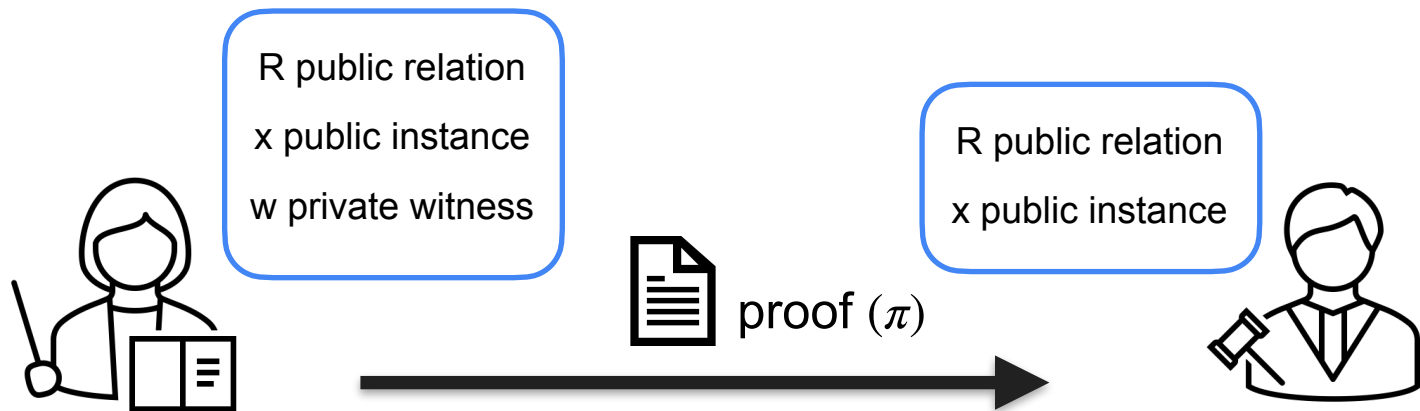 R public relation
x public instance
w private witness
R public relation
x public instance
proof (π)